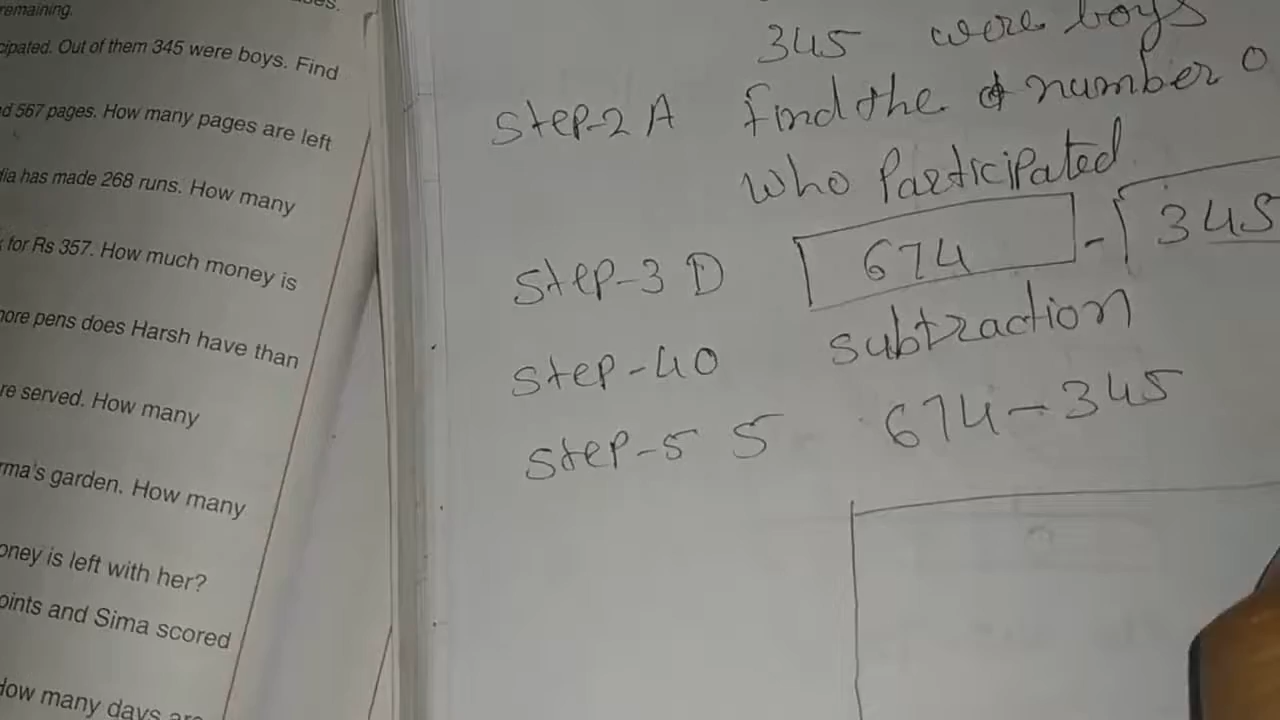 remaining.
cipated. Out of them 345 were boys. Find
d 567 pages. How many pages are left
dia has made 268 runs. How many
for Rs 357. How much money is
more pens does Harsh have than
re served. How many
rma's garden. How many
oney is left with her?
oints and Sima scored
How many days are
345 were boys
Step-2 A Find the number o
who Participated
Step-3 D 674 - 345
Step-4 O subtraction
Step-5 S 674-345